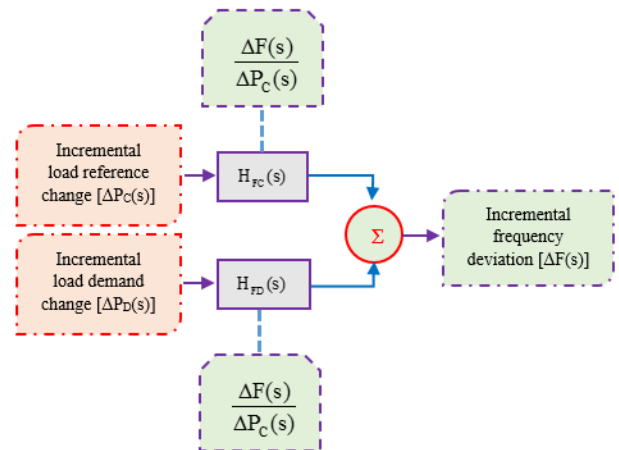 ΔF(s)
ΔP_C(s)
Incremental
load reference
change [ΔP_C(s)]
H_FC(s)
Σ
Incremental
frequency
deviation [ΔF(s)]
Incremental
load demand
change [ΔP_D(s)]
H_FD(s)
ΔF(s)
ΔP_C(s)